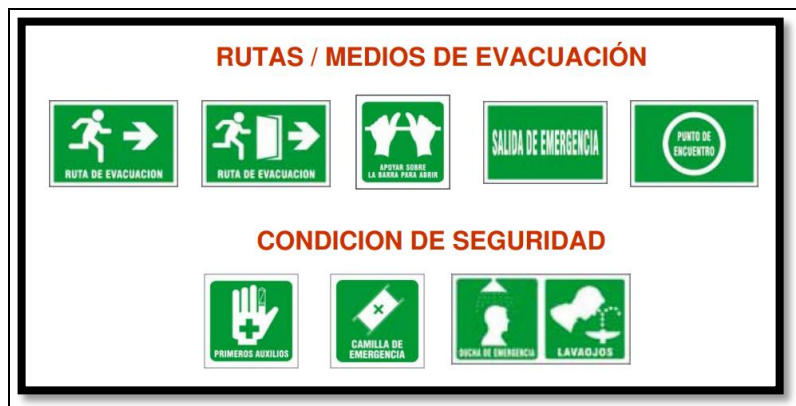 RUTAS / MEDIOS DE EVACUACIÓN
RUTA DE EVACUACION
RUTA DE EVACUACION
APOYAR SOBRE
LA BARRA PARA ABRIR
SALIDA DE EMERGENCIA
PUNTO DE
ENCUENTRO
CONDICION DE SEGURIDAD
PRIMEROS AUXILIOS
CAMILLA DE
EMERGENCIA
DUCHA DE EMERGENCIA
LAVAOJOS